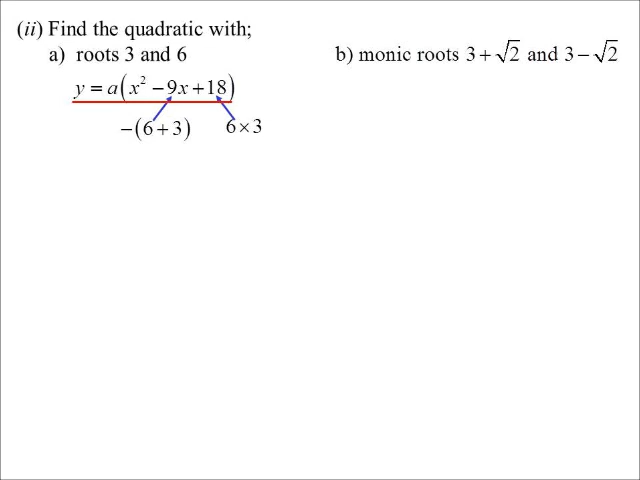 (ii) Find the quadratic with;
a) roots 3 and 6
y = a(x² − 9x + 18)
−(6+3) 6×3
b) monic roots 3+√2 and 3−√2